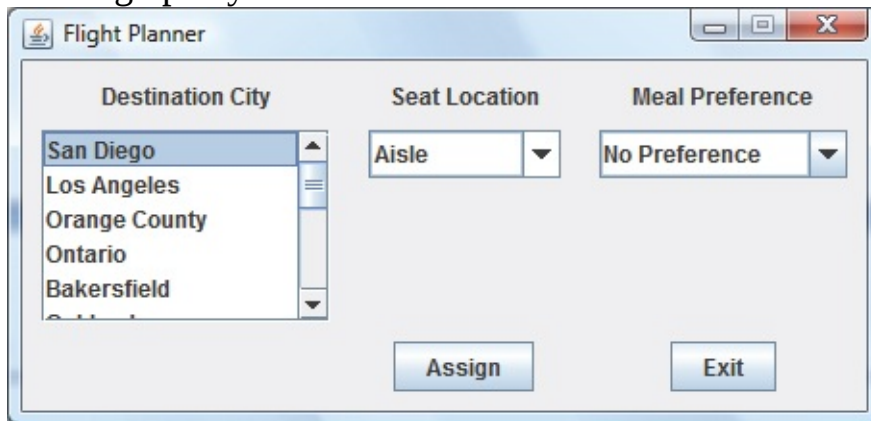 Flight Planner
Destination City Seat Location Meal Preference
San Diego Aisle No Preference
Los Angeles
Orange County
Ontario
Bakersfield
Assign Exit